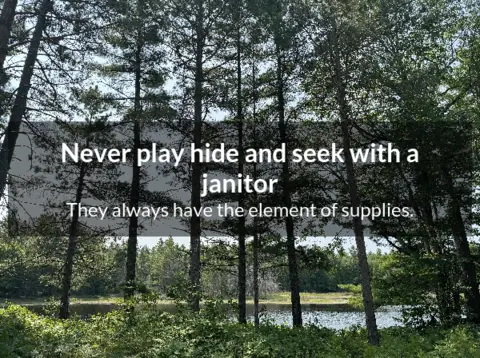 Never play hide and seek with a
janitor
They always have the element of supplies.